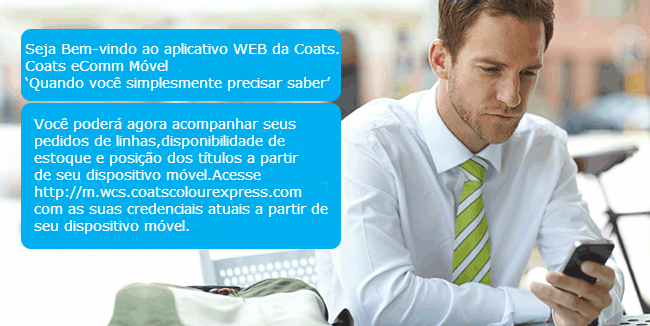 Seja Bem-vindo ao aplicativo WEB da Coats.
Coats eComm Móvel
‘Quando você simplesmente precisar saber’
Você poderá agora acompanhar seus
pedidos de linhas,disponibilidade de
estoque e posição dos títulos a partir
de seu dispositivo móvel.Acesse
http://m.wcs.coatscolourexpress.com
com as suas credenciais atuais a partir de
seu dispositivo móvel.